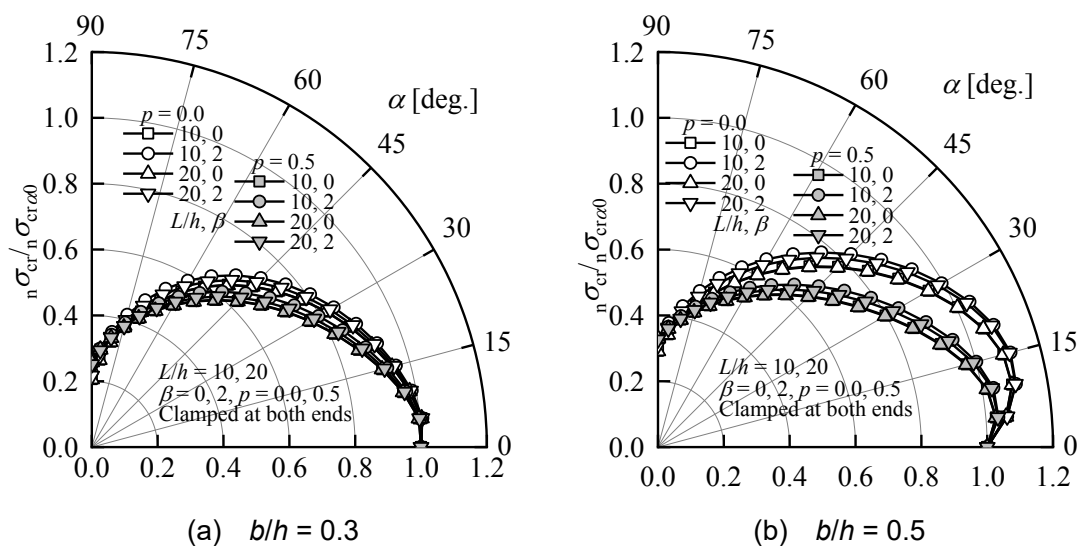 90
75
60
45
30
15
0
α [deg.]
1.2
1.0
0.8
0.6
0.4
0.2
0.0
nσcr/nσcrα0
p = 0.0
10, 0
10, 2
20, 0
20, 2
L/h, β
p = 0.5
10, 0
10, 2
20, 0
20, 2
L/h = 10, 20
β = 0, 2, p = 0.0, 0.5
Clamped at both ends
0.0 0.2 0.4 0.6 0.8 1.0 1.2
(a) b/h = 0.3
90
75
60
45
30
15
0
α [deg.]
1.2
1.0
0.8
0.6
0.4
0.2
0.0
nσcr/nσcrα0
p = 0.0
10, 0
10, 2
20, 0
20, 2
L/h, β
p = 0.5
10, 0
10, 2
20, 0
20, 2
L/h = 10, 20
β = 0, 2, p = 0.0, 0.5
Clamped at both ends
0.0 0.2 0.4 0.6 0.8 1.0 1.2
(b) b/h = 0.5